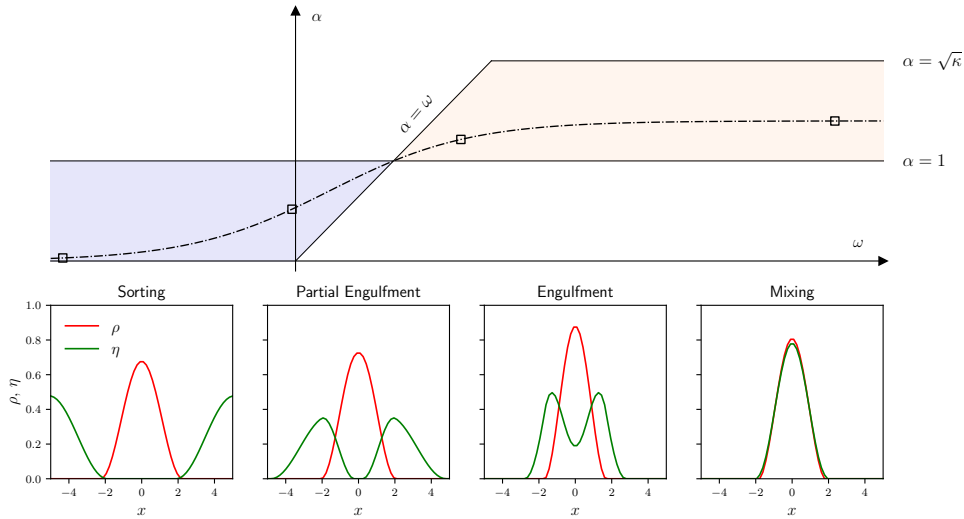 α
α = √κ
α = ω
α = 1
ω
Sorting
Partial Engulfment
Engulfment
Mixing
1.0
0.8
0.6
0.4
0.2
0.0
ρ, η
ρ
η
−4 −2 0 2 4
−4 −2 0 2 4
−4 −2 0 2 4
−4 −2 0 2 4
x
x
x
x